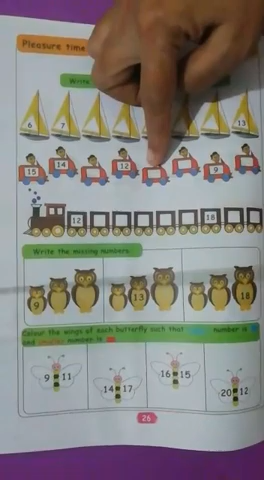 Pleasure time
Write
6 7 13
15 14 12 9
12 18
Write the missing numbers:
9 13 18
Colour the wings of each butterfly such that number is
and smaller number is
9 11 14 17 16 15 20 12
26